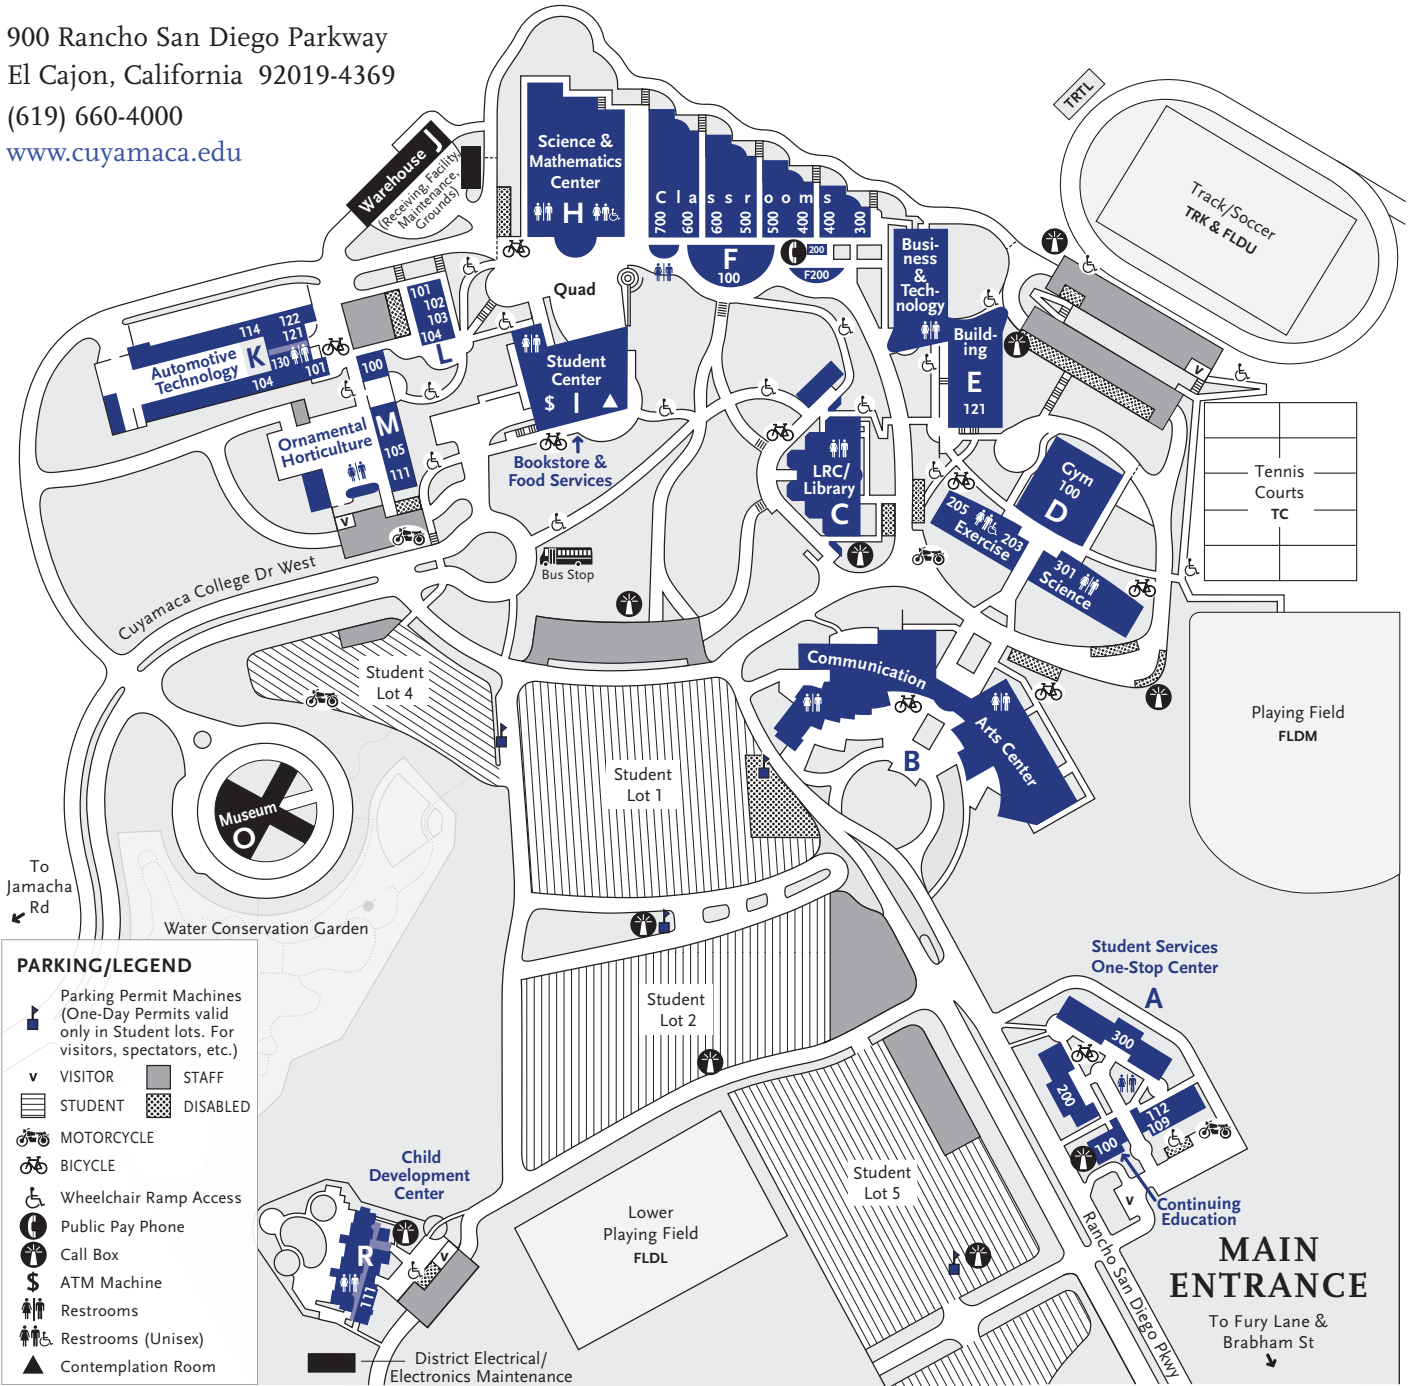 900 Rancho San Diego Parkway
El Cajon, California 92019-4369
(619) 660-4000
www.cuyamaca.edu
TRTL
Track/Soccer
TRK & FLDU
Warehouse J
(Receiving, Facility,
Maintenance,
Grounds)
Science &
Mathematics
Center
H
Classrooms
700
600
600
500
500
400
400
300
F
100
200
F200
Busi-
ness
&
Tech-
nology
Build-
ing
E
121
Quad
101
102
103
104
L
114
122
121
Automotive
Technology
K
130
101
104
100
Student
Center
$ I
Ornamental
Horticulture
M
105
111
V
Bookstore &
Food Services
LRC/
Library
C
Gym
100
D
205
203
Exercise
301
Science
V
Tennis
Courts
TC
Bus Stop
Cuyamaca College Dr West
Student
Lot 4
Communication
Arts Center
B
Playing Field
FLDM
Student
Lot 1
Museum
O
To
Jamacha
Rd
Water Conservation Garden
Student Services
One-Stop Center
A
300
200
112
109
100
Continuing
Education
V
Student
Lot 2
Student
Lot 5
PARKING/LEGEND
Parking Permit Machines
(One-Day Permits valid
only in Student lots. For
visitors, spectators, etc.)
V VISITOR
STAFF
STUDENT
DISABLED
MOTORCYCLE
BICYCLE
Wheelchair Ramp Access
Public Pay Phone
Call Box
$ ATM Machine
Restrooms
Restrooms (Unisex)
Contemplation Room
Child
Development
Center
R
111
V
Lower
Playing Field
FLDL
District Electrical/
Electronics Maintenance
Rancho San Diego Pkwy
MAIN
ENTRANCE
To Fury Lane &
Brabham St